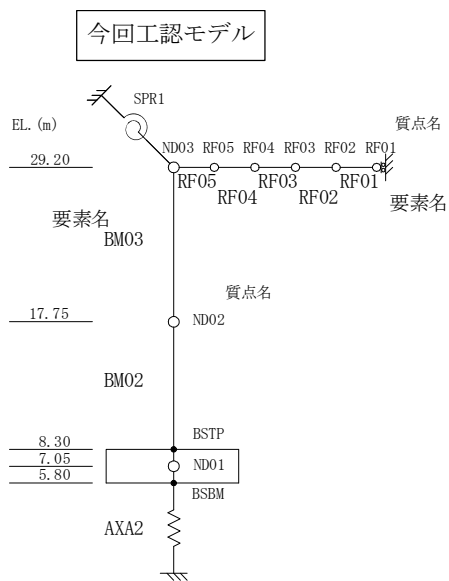 今回工認モデル
SPR1
EL.(m)
質点名
ND03 RF05 RF04 RF03 RF02 RF01
29.20
RF05 RF04 RF03 RF02 RF01
要素名
要素名
BM03
質点名
17.75
ND02
BM02
8.30
BSTP
7.05
ND01
5.80
BSBM
AXA2